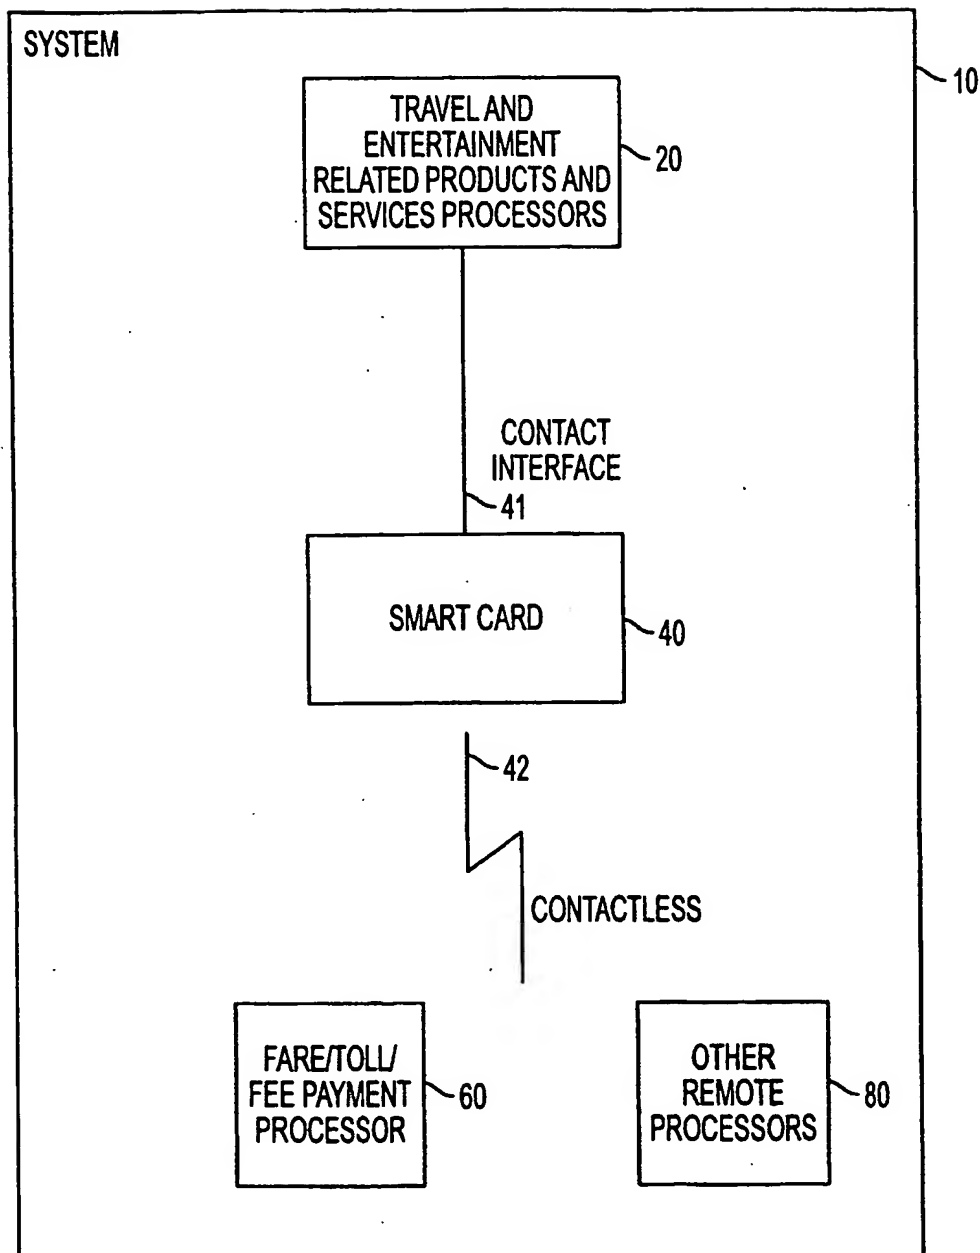 SYSTEM
10
TRAVEL AND
ENTERTAINMENT
RELATED PRODUCTS AND
SERVICES PROCESSORS
20
CONTACT
INTERFACE
41
SMART CARD
40
42
CONTACTLESS
FARE/TOLL/
FEE PAYMENT
PROCESSOR
60
OTHER
REMOTE
PROCESSORS
80